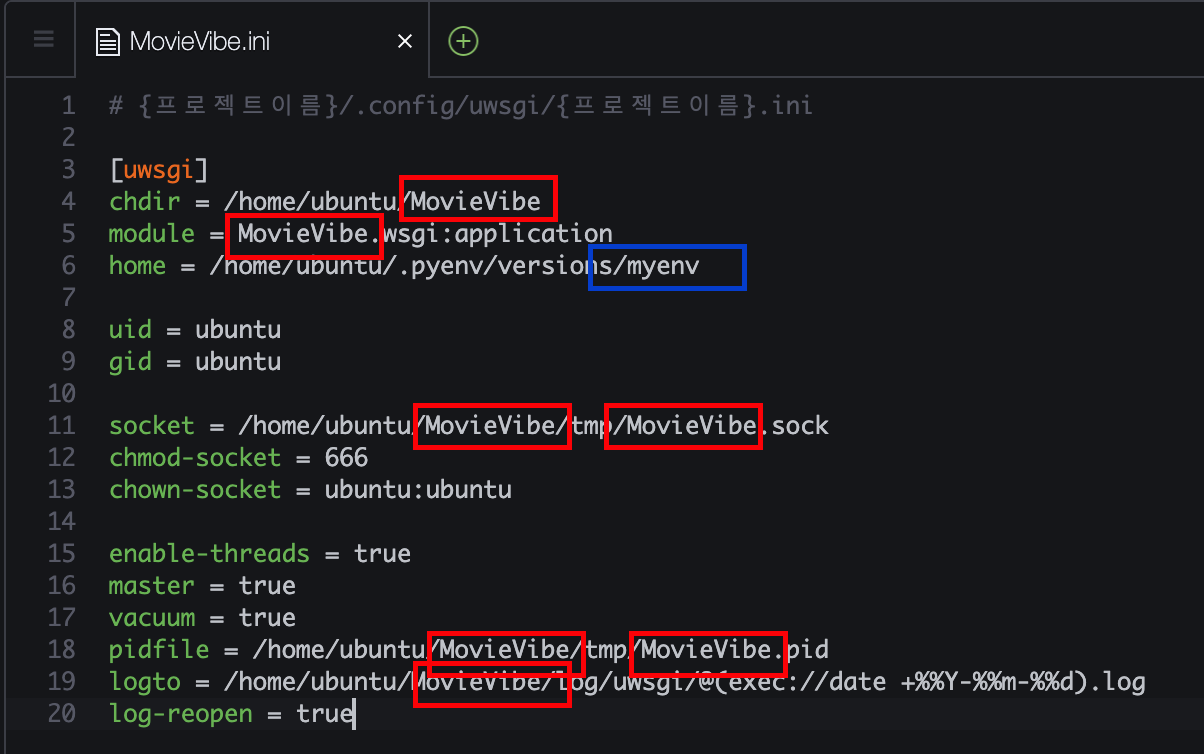 MovieVibe.ini
1 # {프로젝트이름}/.config/uwsgi/{프로젝트이름}.ini
2
3 [uwsgi]
4 chdir = /home/ubuntu/MovieVibe
5 module = MovieVibe.wsgi:application
6 home = /home/ubuntu/.pyenv/versions/myenv
7
8 uid = ubuntu
9 gid = ubuntu
10
11 socket = /home/ubuntu/MovieVibe/tmp/MovieVibe.sock
12 chmod-socket = 666
13 chown-socket = ubuntu:ubuntu
14
15 enable-threads = true
16 master = true
17 vacuum = true
18 pidfile = /home/ubuntu/MovieVibe/tmp/MovieVibe.pid
19 logto = /home/ubuntu/MovieVibe/log/uwsgi/@(exec://date +%%Y-%%m-%%d).log
20 log-reopen = true